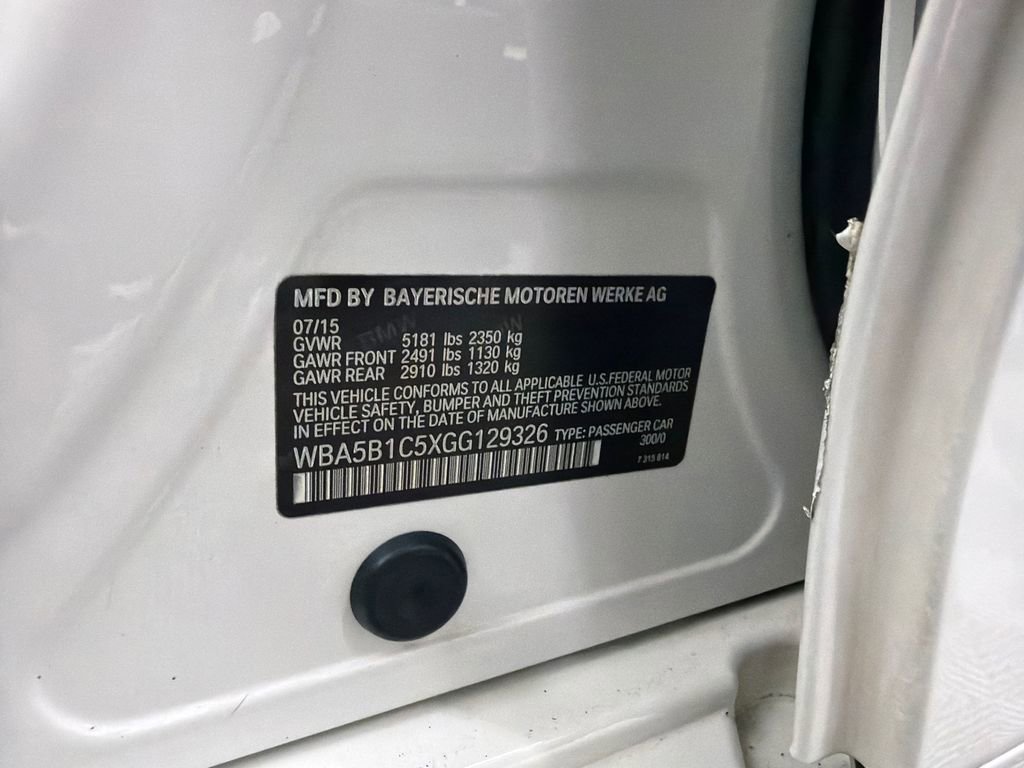 MFD BY BAYERISCHE MOTOREN WERKE AG
07/15
GVWR 5181 lbs 2350 kg
GAWR FRONT 2491 lbs 1130 kg
GAWR REAR 2910 lbs 1320 kg
THIS VEHICLE CONFORMS TO ALL APPLICABLE U.S.FEDERAL MOTOR
VEHICLE SAFETY, BUMPER AND THEFT PREVENTION STANDARDS
IN EFFECT ON THE DATE OF MANUFACTURE SHOWN ABOVE.
WBA5B1C5XGG129326 TYPE: PASSENGER CAR
300/0
7 315 814